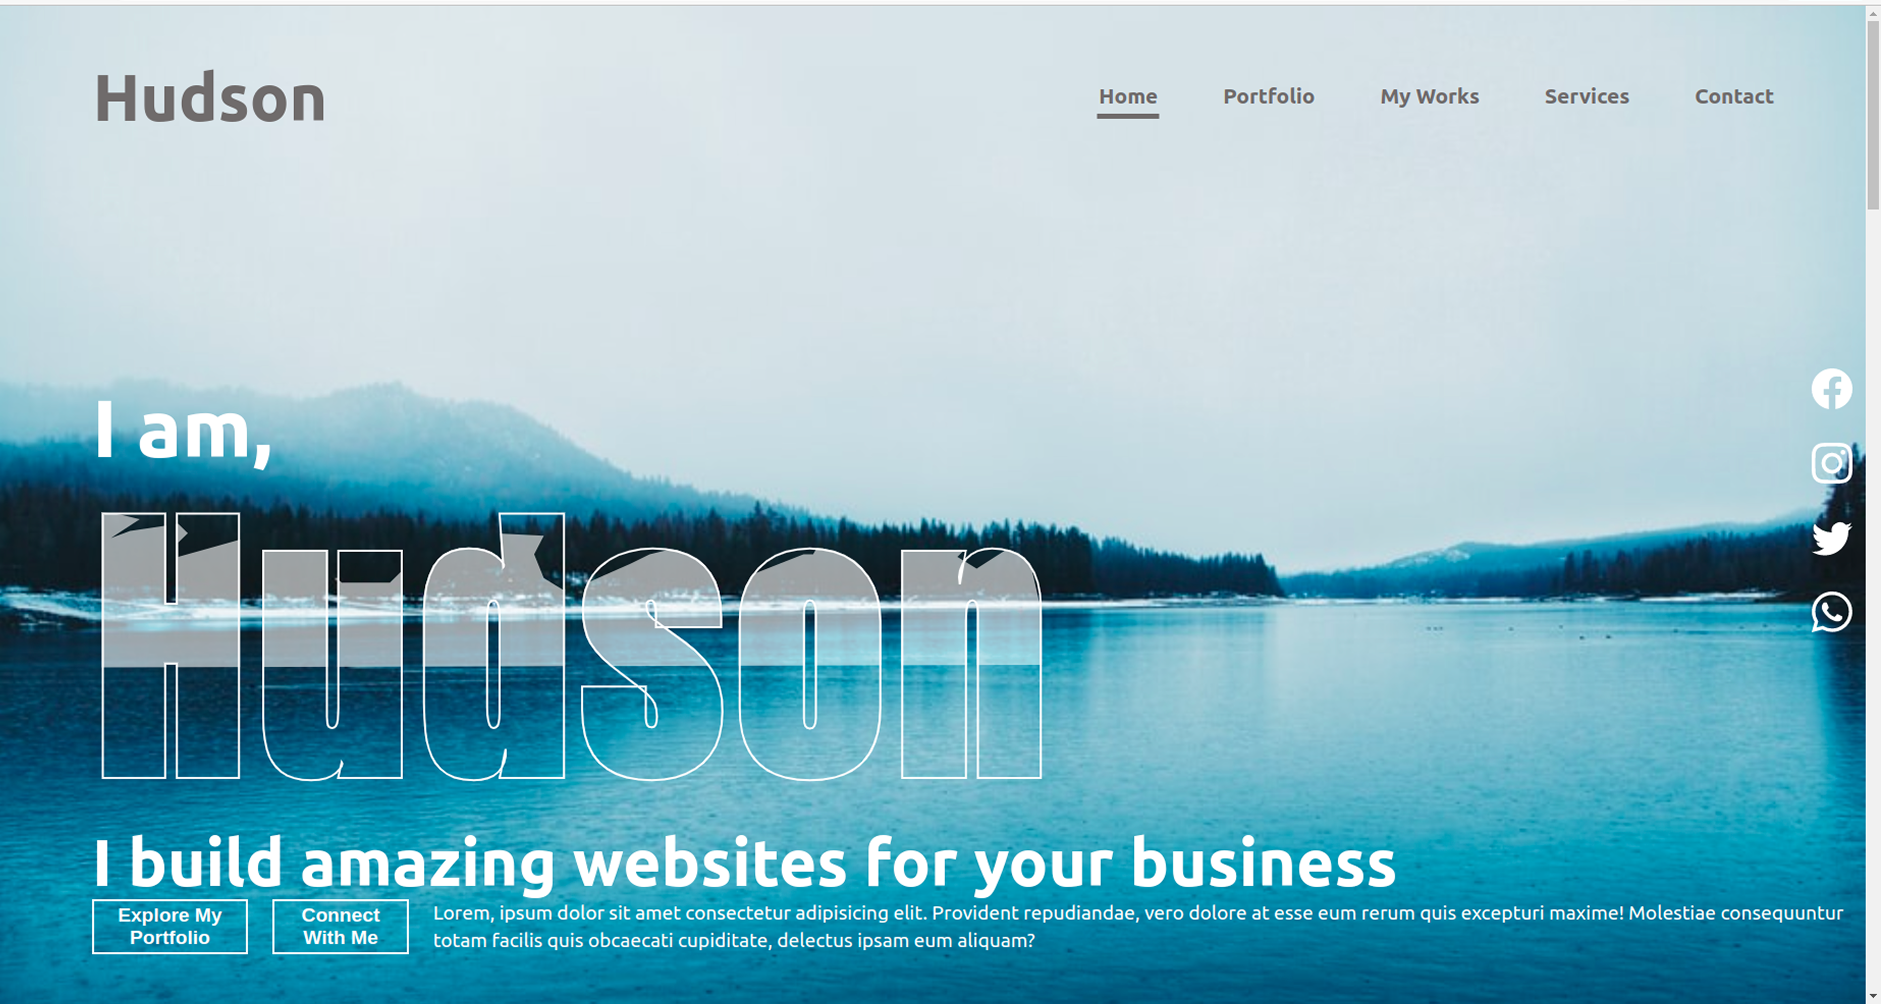 Hudson
Home Portfolio My Works Services Contact
I am,
Hudson
I build amazing websites for your business
Explore My
Portfolio
Connect
With Me
Lorem, ipsum dolor sit amet consectetur adipisicing elit. Provident repudiandae, vero dolore at esse eum rerum quis excepturi maxime! Molestiae consequuntur
totam facilis quis obcaecati cupiditate, delectus ipsam eum aliquam?